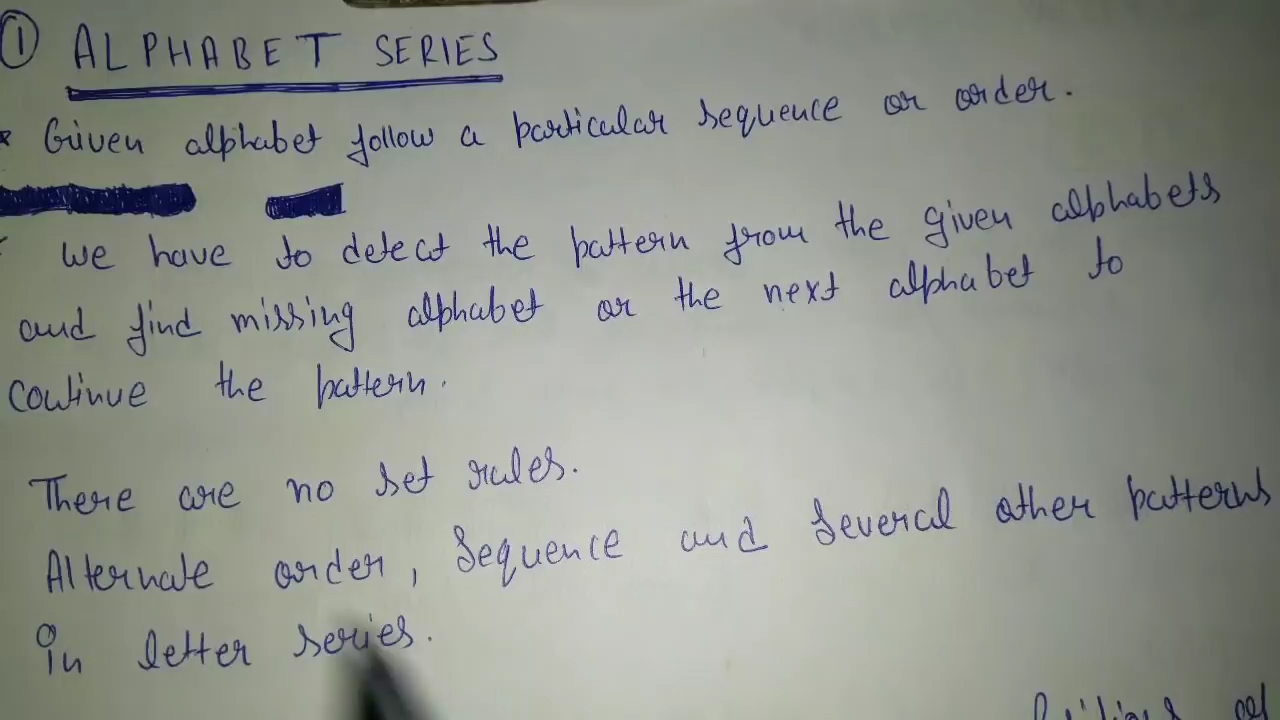 ① ALPHABET SERIES
* Given alphabet follow a particular sequence or order.
We have to detect the pattern from the given alphabets
and find missing alphabet or the next alphabet to
continue the pattern.
There are no set rules.
Alternate order, Sequence and several other patterns
in letter series.